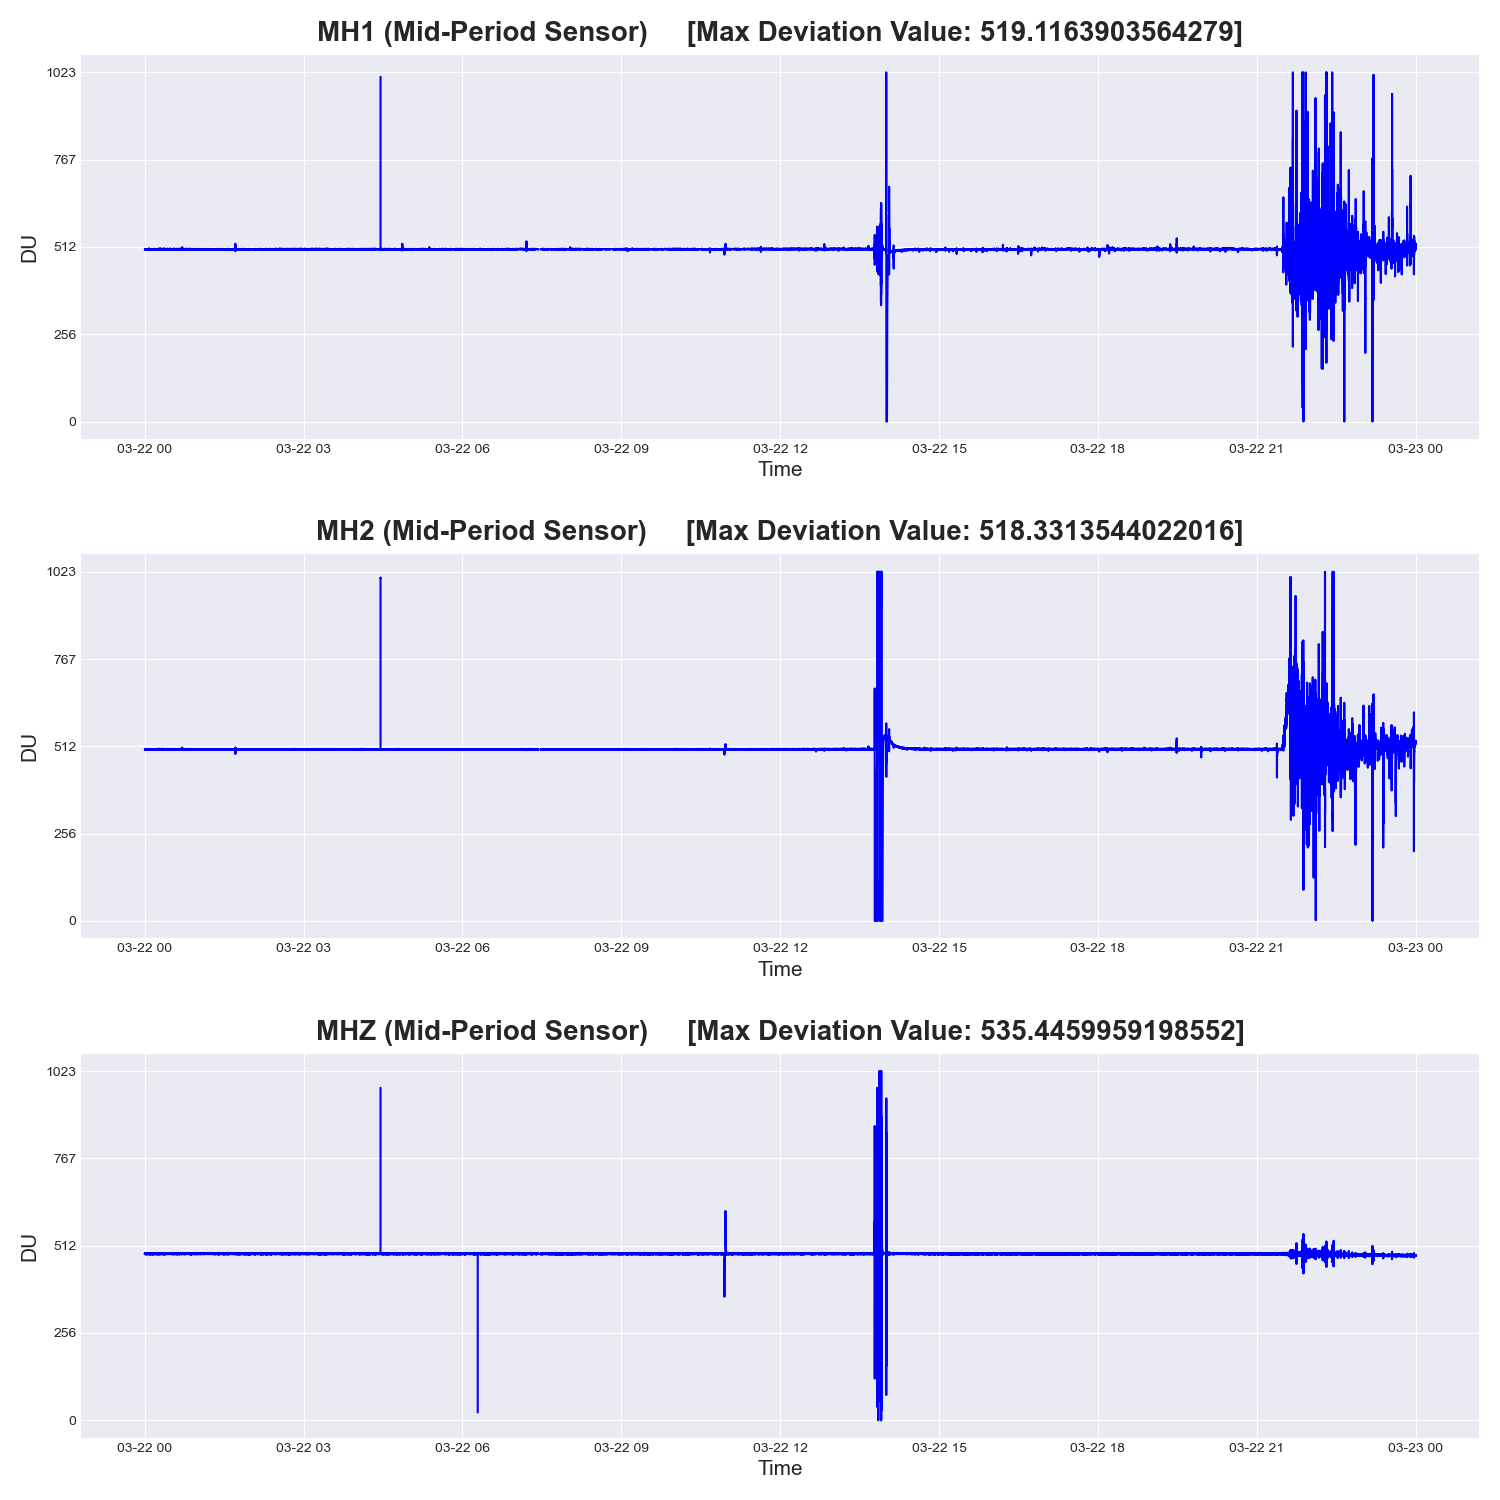 MH1 (Mid-Period Sensor) [Max Deviation Value: 519.1163903564279]
1023
767
512
256
0
DU
03-22 00 03-22 03 03-22 06 03-22 09 03-22 12 03-22 15 03-22 18 03-22 21 03-23 00
Time
MH2 (Mid-Period Sensor) [Max Deviation Value: 518.3313544022016]
1023
767
512
256
0
DU
03-22 00 03-22 03 03-22 06 03-22 09 03-22 12 03-22 15 03-22 18 03-22 21 03-23 00
Time
MHZ (Mid-Period Sensor) [Max Deviation Value: 535.4459959198552]
1023
767
512
256
0
DU
03-22 00 03-22 03 03-22 06 03-22 09 03-22 12 03-22 15 03-22 18 03-22 21 03-23 00
Time